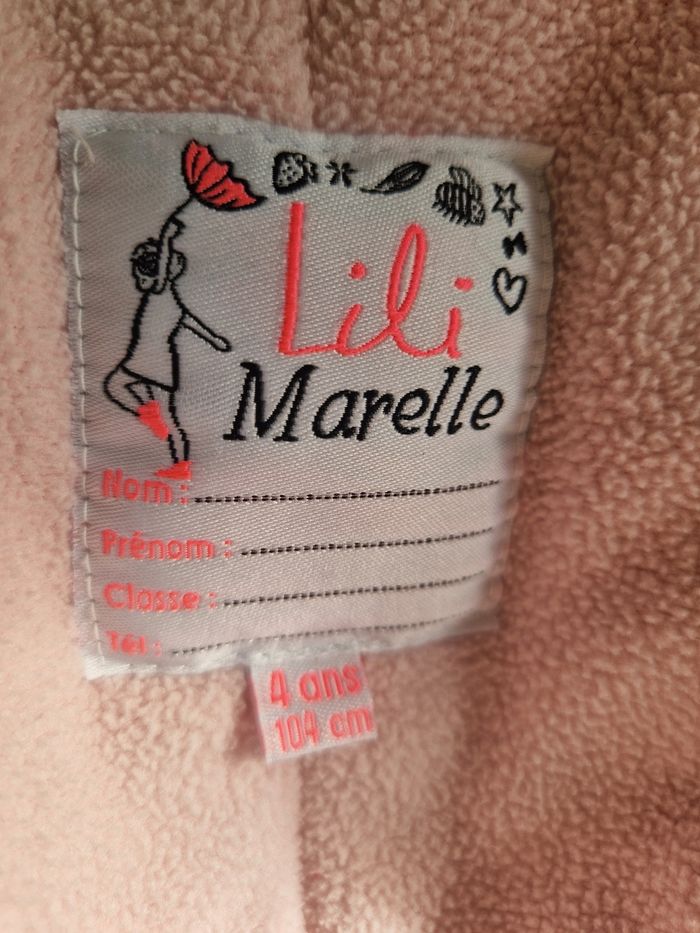 Lili
Marelle
Nom :
Prénom :
Classe :
Tél :
4 ans
104 cm